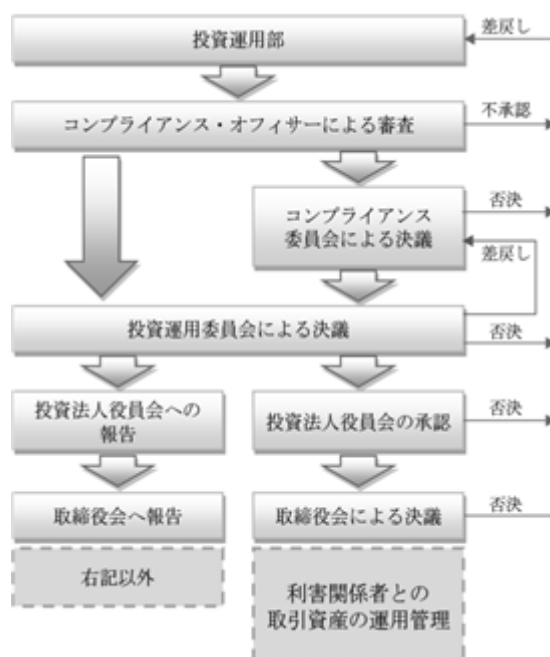 差戻し
投資運用部
コンプライアンス・オフィサーによる審査
不承認
コンプライアンス
委員会による決議
否決
差戻し
投資運用委員会による決議
否決
投資法人役員会への
報告
投資法人役員会の承認
否決
取締役会へ報告
取締役会による決議
否決
右記以外
利害関係者との
取引資産の運用管理